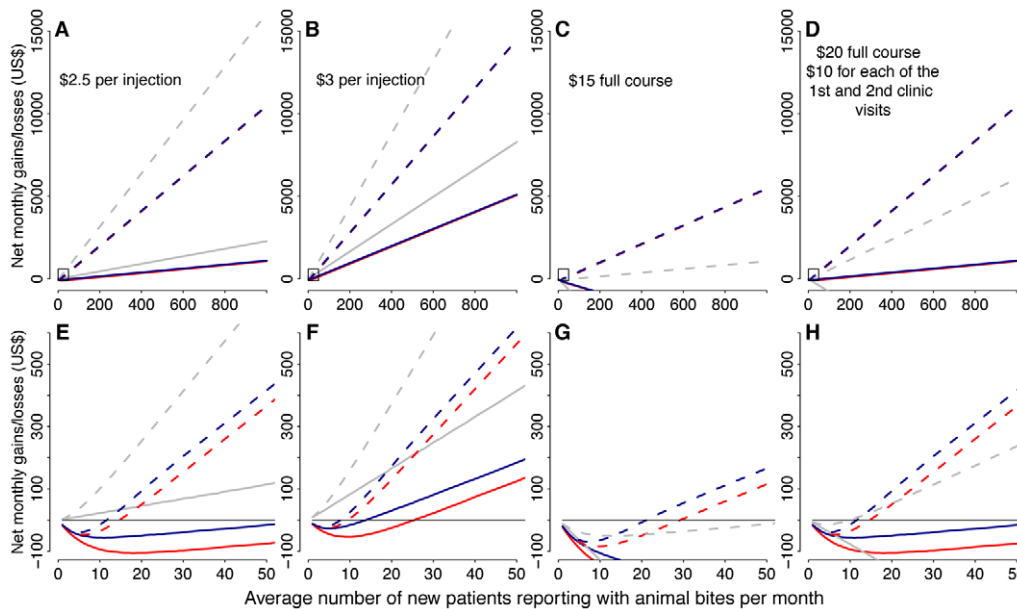 A
B
C
D
$2.5 per injection
$3 per injection
$15 full course
$20 full course
$10 for each of the
1st and 2nd clinic
visits
Net monthly gains/losses (US$)
0 5000 10000 15000
0 200 400 600 800
0 5000 10000 15000
0 200 400 600 800
0 5000 10000 15000
0 200 400 600 800
0 5000 10000 15000
0 200 400 600 800
E
F
G
H
Net monthly gains/losses (US$)
−100 100 300 500
0 10 20 30 40 50
−100 100 300 500
0 10 20 30 40 50
−100 100 300 500
0 10 20 30 40 50
−100 100 300 500
0 10 20 30 40 50
Average number of new patients reporting with animal bites per month